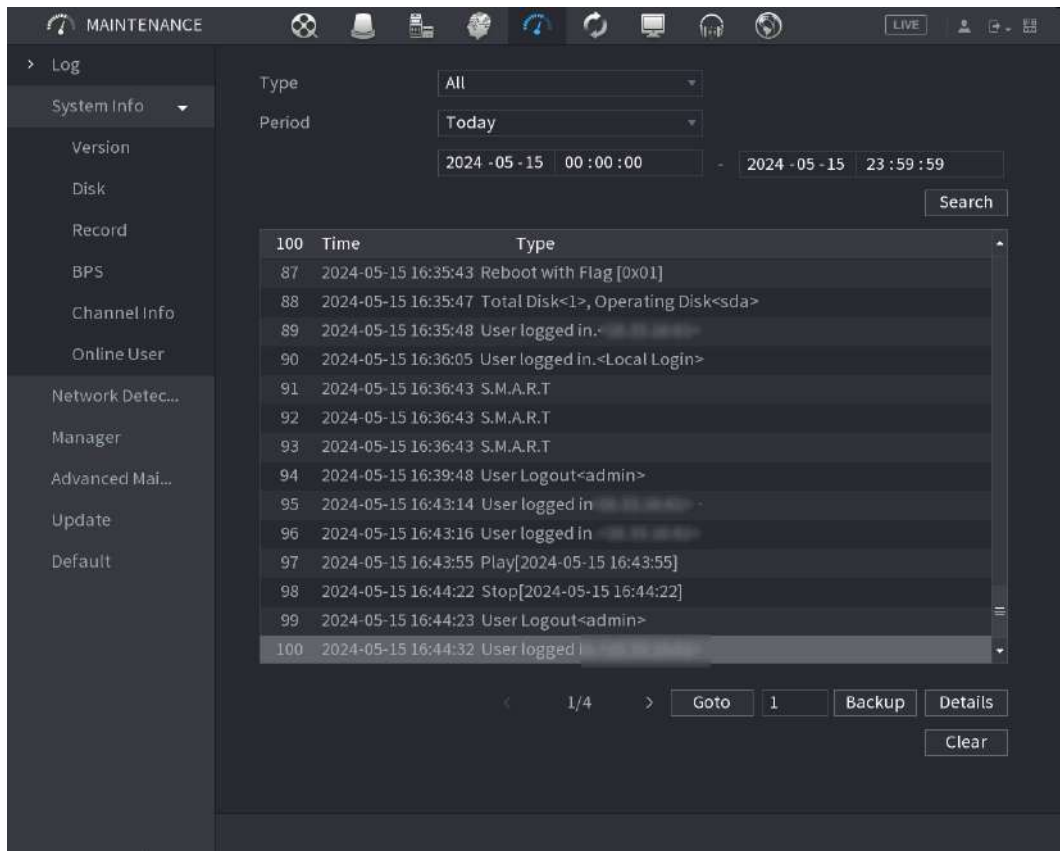 MAINTENANCE
LIVE
Log
System Info
Version
Disk
Record
BPS
Channel Info
Online User
Network Detec...
Manager
Advanced Mai...
Update
Default
Type All
Period Today
2024 -05 -15 00 :00 :00 - 2024 -05 -15 23 :59 :59
Search
100 Time Type
87 2024-05-15 16:35:43 Reboot with Flag [0x01]
88 2024-05-15 16:35:47 Total Disk<1>, Operating Disk<sda>
89 2024-05-15 16:35:48 User logged in.<
90 2024-05-15 16:36:05 User logged in.<Local Login>
91 2024-05-15 16:36:43 S.M.A.R.T
92 2024-05-15 16:36:43 S.M.A.R.T
93 2024-05-15 16:36:43 S.M.A.R.T
94 2024-05-15 16:39:48 User Logout<admin>
95 2024-05-15 16:43:14 User logged in
96 2024-05-15 16:43:16 User logged in
97 2024-05-15 16:43:55 Play[2024-05-15 16:43:55]
98 2024-05-15 16:44:22 Stop[2024-05-15 16:44:22]
99 2024-05-15 16:44:23 User Logout<admin>
100 2024-05-15 16:44:32 User logged
1/4 Goto 1 Backup Details
Clear